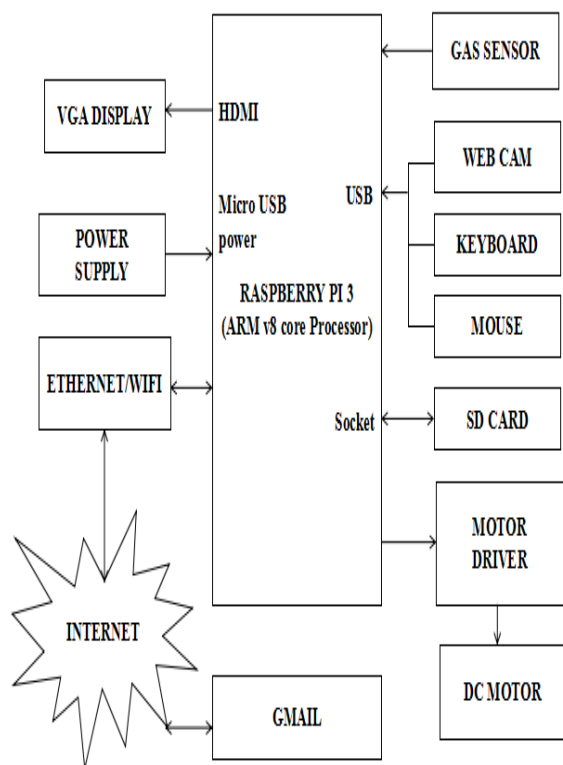 GAS SENSOR
VGA DISPLAY
HDMI
WEB CAM
USB
Micro USB
power
POWER
SUPPLY
KEYBOARD
RASPBERRY PI 3
(ARM v8 core Processor)
MOUSE
ETHERNET/WIFI
Socket
SD CARD
MOTOR
DRIVER
INTERNET
DC MOTOR
GMAIL